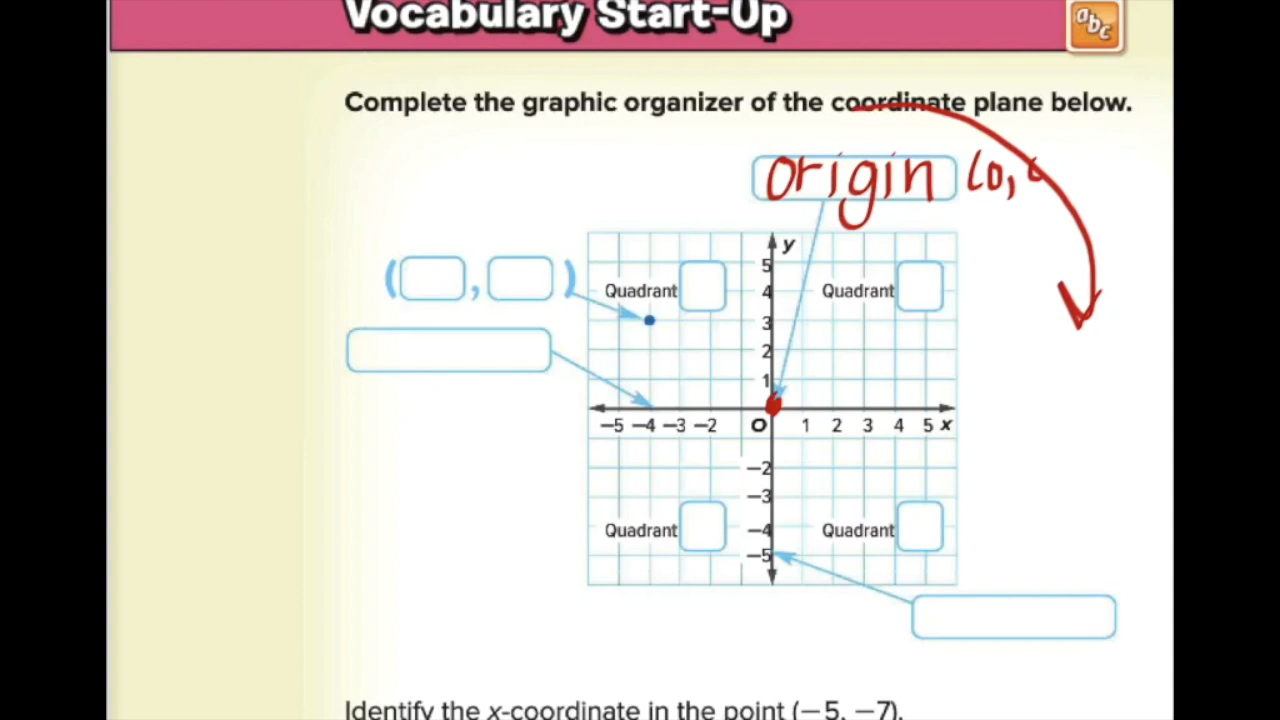 Vocabulary Start-Up
abc
Complete the graphic organizer of the coordinate plane below.
origin (0,
y
( , )
Quadrant
Quadrant
5
4
3
2
1
−5 −4 −3 −2 O 1 2 3 4 5 x
−2
−3
−4
−5
Quadrant
Quadrant
Identify the x-coordinate in the point (−5, −7).